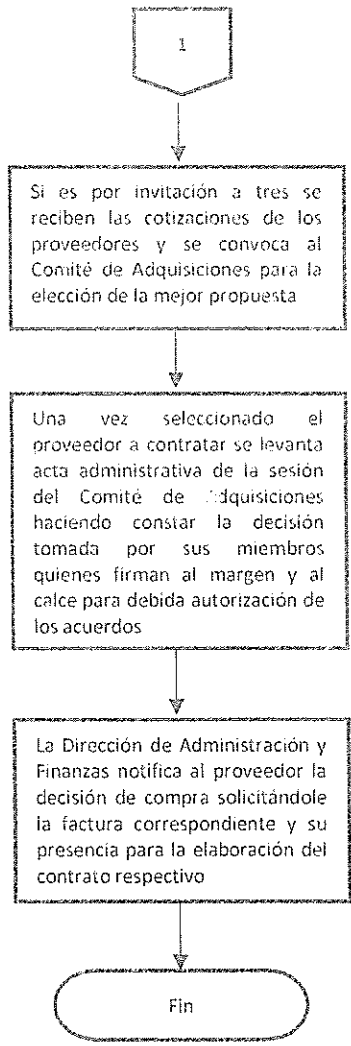 1
Si es por invitación a tres se
reciben las cotizaciones de los
proveedores y se convoca al
Comité de Adquisiciones para la
elección de la mejor propuesta
Una vez seleccionado el
proveedor a contratar se levanta
acta administrativa de la sesión
del Comité de Adquisiciones
haciendo constar la decisión
tomada por sus miembros
quienes firman al margen y al
calce para debida autorización de
los acuerdos
La Dirección de Administración y
Finanzas notifica al proveedor la
decisión de compra solicitándole
la factura correspondiente y su
presencia para la elaboración del
contrato respectivo
Fin